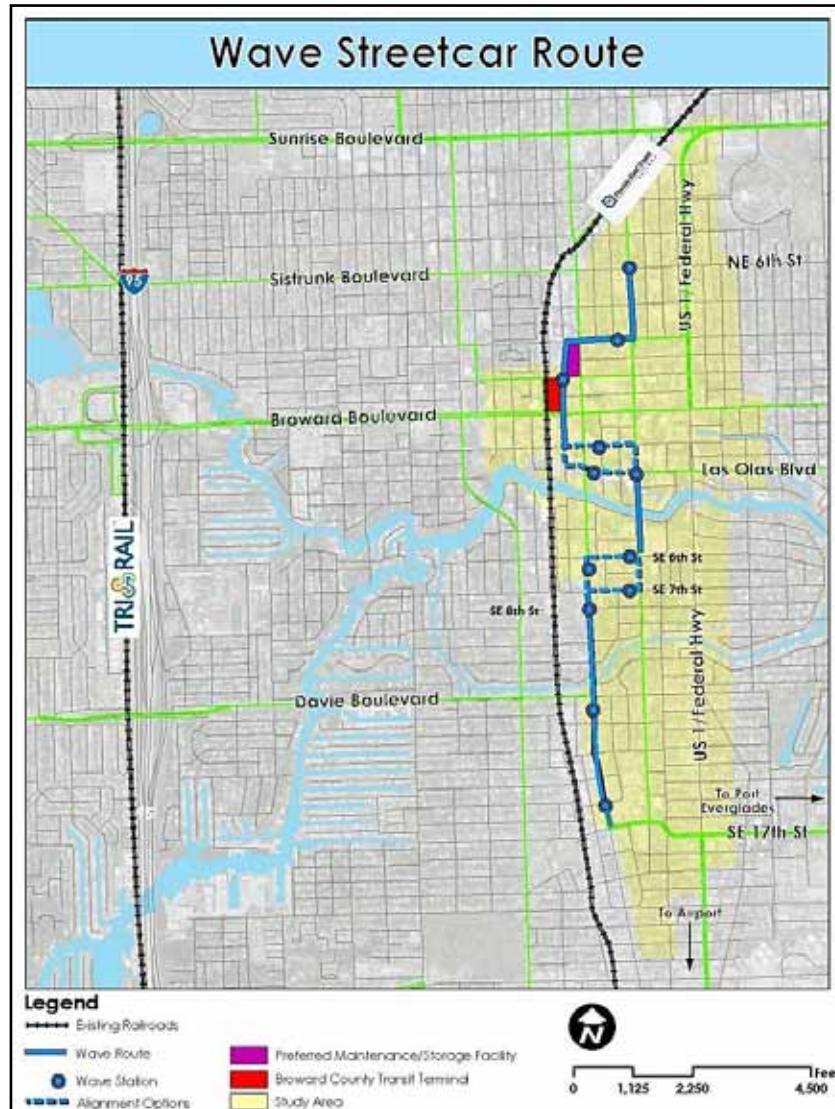 Wave Streetcar Route
Sunrise Boulevard
US 1/Federal Hwy
NE 6th St
95
Sistrunk Boulevard
Broward Boulevard
Las Olas Blvd
TRI RAIL
SE 6th St
SE 7th St
SE 8th St
US 1/Federal Hwy
Davie Boulevard
To Port
Everglades
SE 17th St
To Airport
Legend
Existing Railroads
Wave Route
Wave Station
Alignment Options
Preferred Maintenance/Storage Facility
Broward County Transit Terminal
Study Area
N
Feet
0 1,125 2,250 4,500